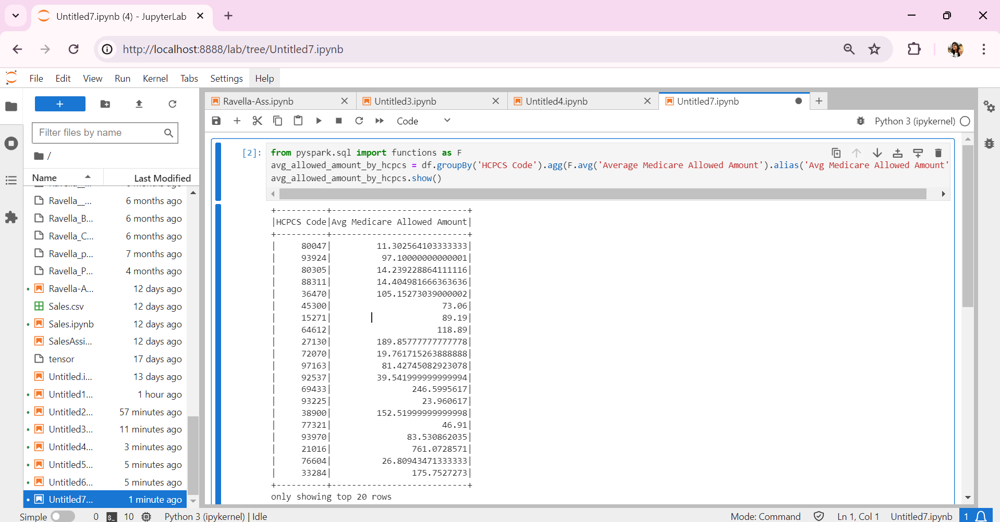 Untitled7.ipynb (4) - JupyterLab
http://localhost:8888/lab/tree/Untitled7.ipynb
File Edit View Run Kernel Tabs Settings Help
Filter files by name
/
Name Last Modified
Ravella__... 6 months ago
Ravella_B... 6 months ago
Ravella_C... 6 months ago
Ravella_p... 7 months ago
Ravella_P... 4 months ago
Ravella-A... 12 days ago
Sales.csv 12 days ago
Sales.ipynb 12 days ago
SalesAssi... 12 days ago
tensor 17 days ago
Untitled.i... 13 days ago
Untitled1... 1 hour ago
Untitled2... 57 minutes ago
Untitled3... 11 minutes ago
Untitled4... 3 minutes ago
Untitled5... 5 minutes ago
Untitled6... 5 minutes ago
Untitled7... 1 minute ago
Ravella-Ass.ipynb Untitled3.ipynb Untitled4.ipynb Untitled7.ipynb
Code Python 3 (ipykernel)
[2]: from pyspark.sql import functions as F
avg_allowed_amount_by_hcpcs = df.groupBy('HCPCS Code').agg(F.avg('Average Medicare Allowed Amount').alias('Avg Medicare Allowed Amount'
avg_allowed_amount_by_hcpcs.show()
+----------+---------------------------+
|HCPCS Code|Avg Medicare Allowed Amount|
+----------+---------------------------+
| 80047| 11.302564103333333|
| 93924| 97.10000000000001|
| 80305| 14.239228864111116|
| 88311| 14.404981666363636|
| 36470| 105.15273039000002|
| 45300| 73.06|
| 15271| 89.19|
| 64612| 118.89|
| 27130| 189.85777777777778|
| 72070| 19.761715263888888|
| 97163| 81.42745082923078|
| 92537| 39.541999999999994|
| 69433| 246.5995617|
| 93225| 23.960617|
| 38900| 152.51999999999998|
| 77321| 46.91|
| 93970| 83.530862035|
| 21016| 761.0728571|
| 76604| 26.80943471333333|
| 33284| 175.7527273|
+----------+---------------------------+
only showing top 20 rows
Simple 0 10 Python 3 (ipykernel) | Idle Mode: Command Ln 1, Col 1 Untitled7.ipynb 1